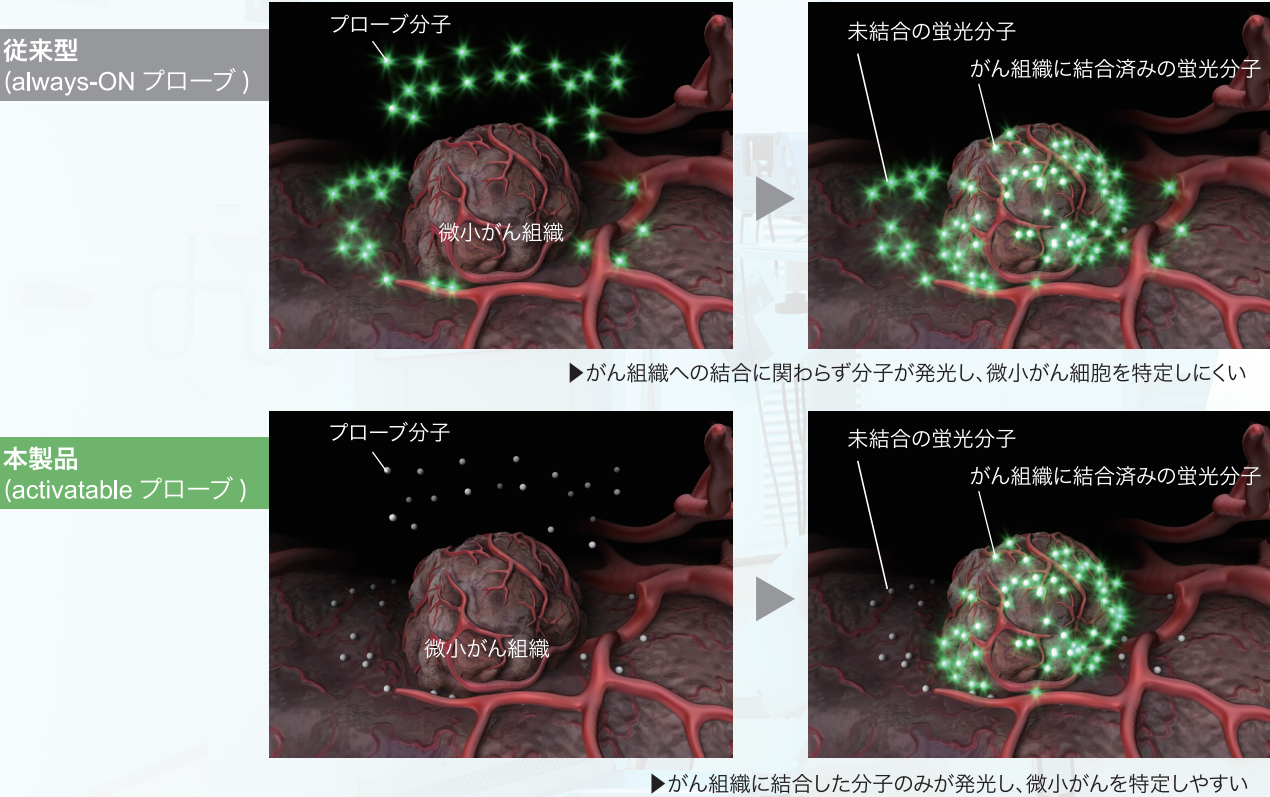 従来型
(always-ON プローブ )
プローブ分子
微小がん組織
未結合の蛍光分子
がん組織に結合済みの蛍光分子
▶がん組織への結合に関わらず分子が発光し、微小がん細胞を特定しにくい
本製品
(activatable プローブ )
プローブ分子
微小がん組織
未結合の蛍光分子
がん組織に結合済みの蛍光分子
▶がん組織に結合した分子のみが発光し、微小がんを特定しやすい